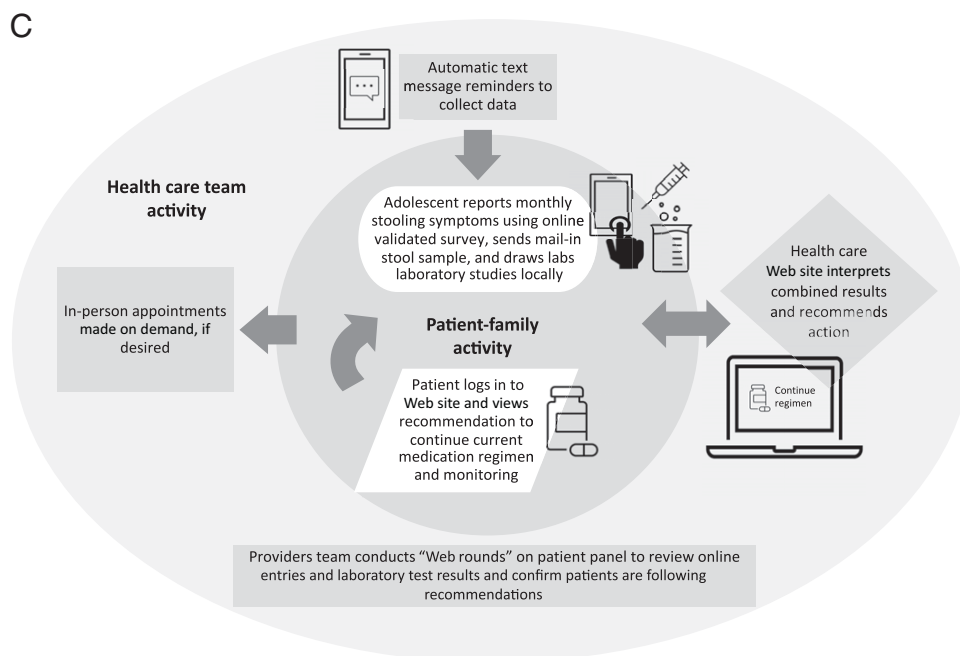 C
Automatic text
message reminders to
collect data
Health care team
activity
Adolescent reports monthly
stooling symptoms using online
validated survey, sends mail-in
stool sample, and draws labs
laboratory studies locally
Health care
Web site interprets
combined results
and recommends
action
In-person appointments
made on demand, if
desired
Patient-family
activity
Patient logs in to
Web site and views
recommendation to
continue current
medication regimen
and monitoring
Continue
regimen
Providers team conducts “Web rounds” on patient panel to review online
entries and laboratory test results and confirm patients are following
recommendations